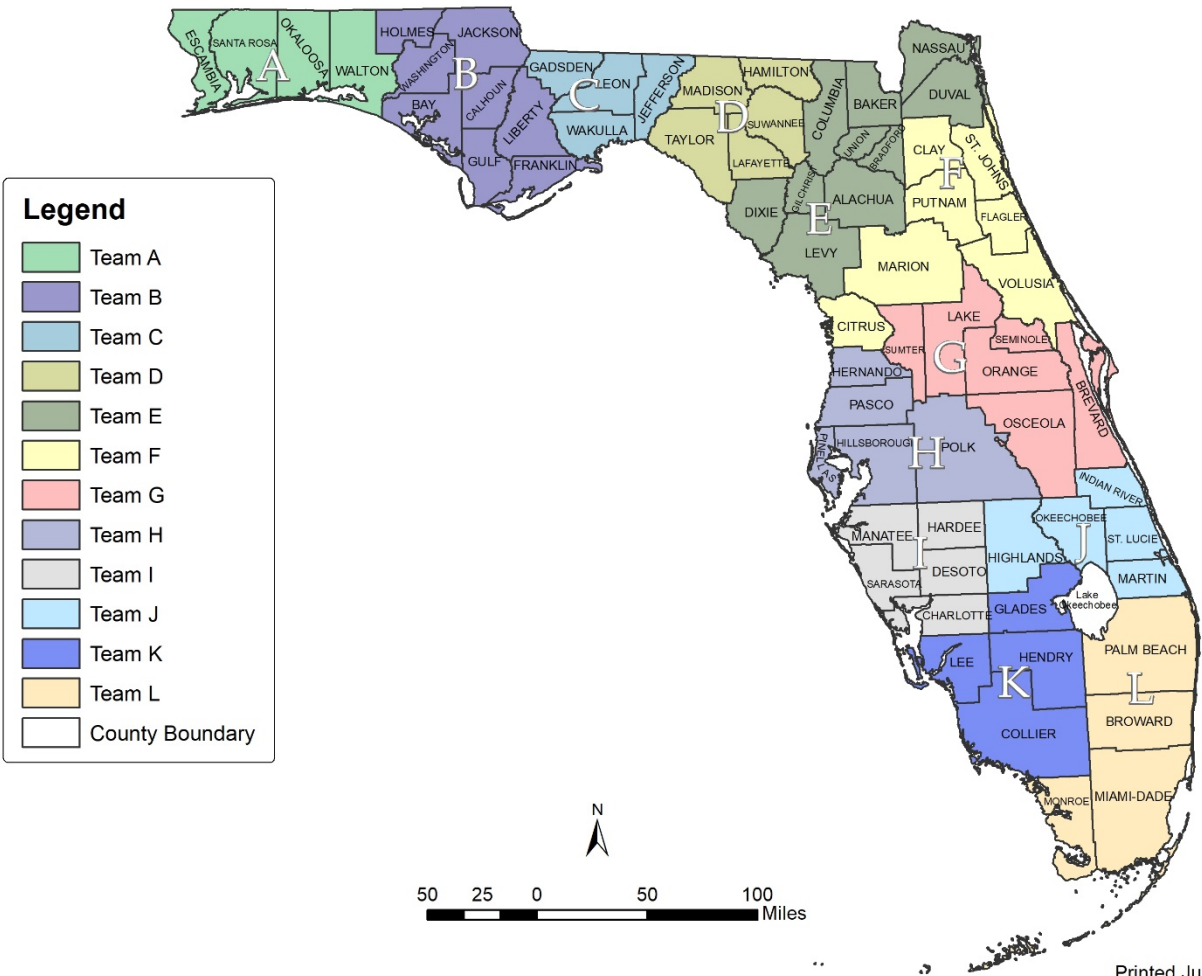 Legend
Team A
Team B
Team C
Team D
Team E
Team F
Team G
Team H
Team I
Team J
Team K
Team L
County Boundary
ESCAMBIA
SANTA ROSA
OKALOOSA
WALTON
A
HOLMES
JACKSON
WASHINGTON
B
BAY
CALHOUN
LIBERTY
GULF
FRANKLIN
GADSDEN
LEON
JEFFERSON
C
WAKULLA
MADISON
HAMILTON
D
SUWANNEE
TAYLOR
LAFAYETTE
COLUMBIA
BAKER
NASSAU
DUVAL
UNION
BRADFORD
GILCHRIST
ALACHUA
DIXIE
E
LEVY
CLAY
ST. JOHNS
F
PUTNAM
FLAGLER
MARION
VOLUSIA
CITRUS
LAKE
SUMTER
SEMINOLE
G
ORANGE
BREVARD
OSCEOLA
HERNANDO
PASCO
PINELLAS
HILLSBOROUGH
H
POLK
INDIAN RIVER
MANATEE
HARDEE
I
DESOTO
SARASOTA
CHARLOTTE
HIGHLANDS
OKEECHOBEE
ST. LUCIE
J
MARTIN
GLADES
Lake
Okeechobee
LEE
HENDRY
K
COLLIER
PALM BEACH
L
BROWARD
MONROE
MIAMI-DADE
N
50 25 0 50 100
Miles
Printed Ju